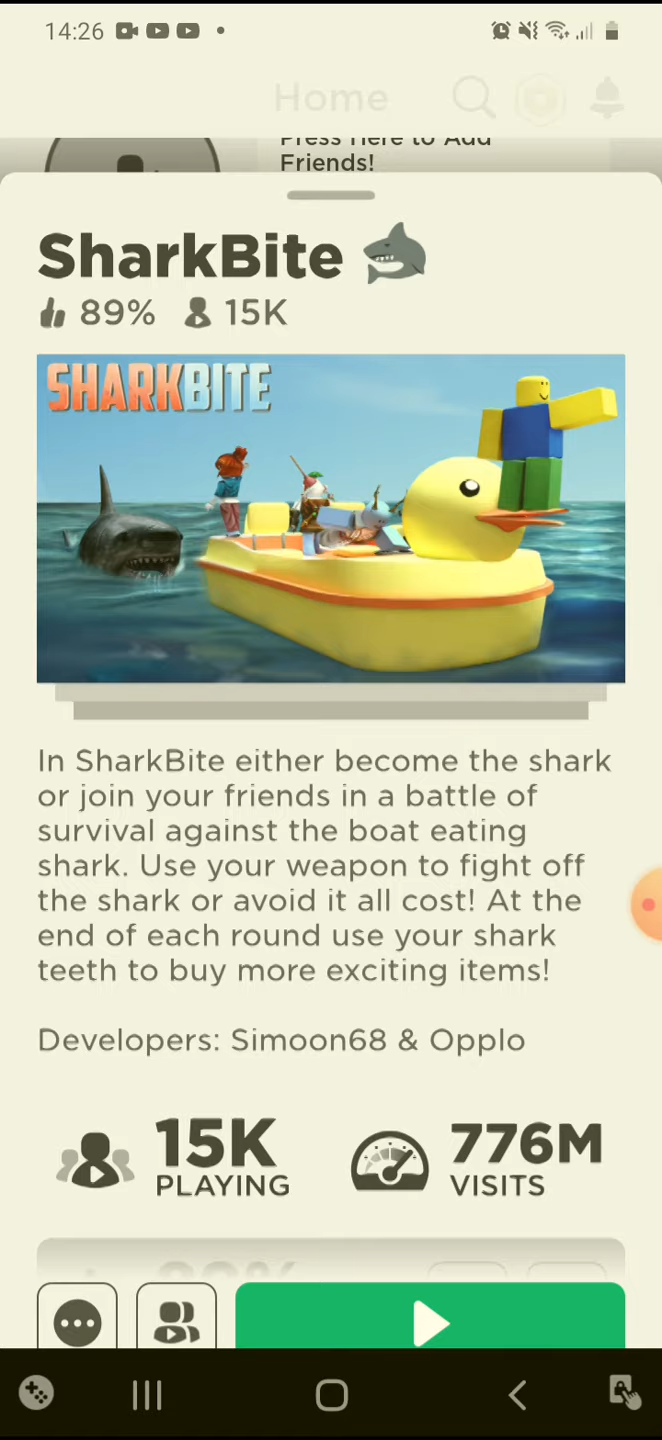 14:26
Home
Press Here to Add
Friends!
SharkBite
89% 15K
SHARKBITE
In SharkBite either become the shark
or join your friends in a battle of
survival against the boat eating
shark. Use your weapon to fight off
the shark or avoid it all cost! At the
end of each round use your shark
teeth to buy more exciting items!
Developers: Simoon68 & Opplo
15K 776M
PLAYING VISITS